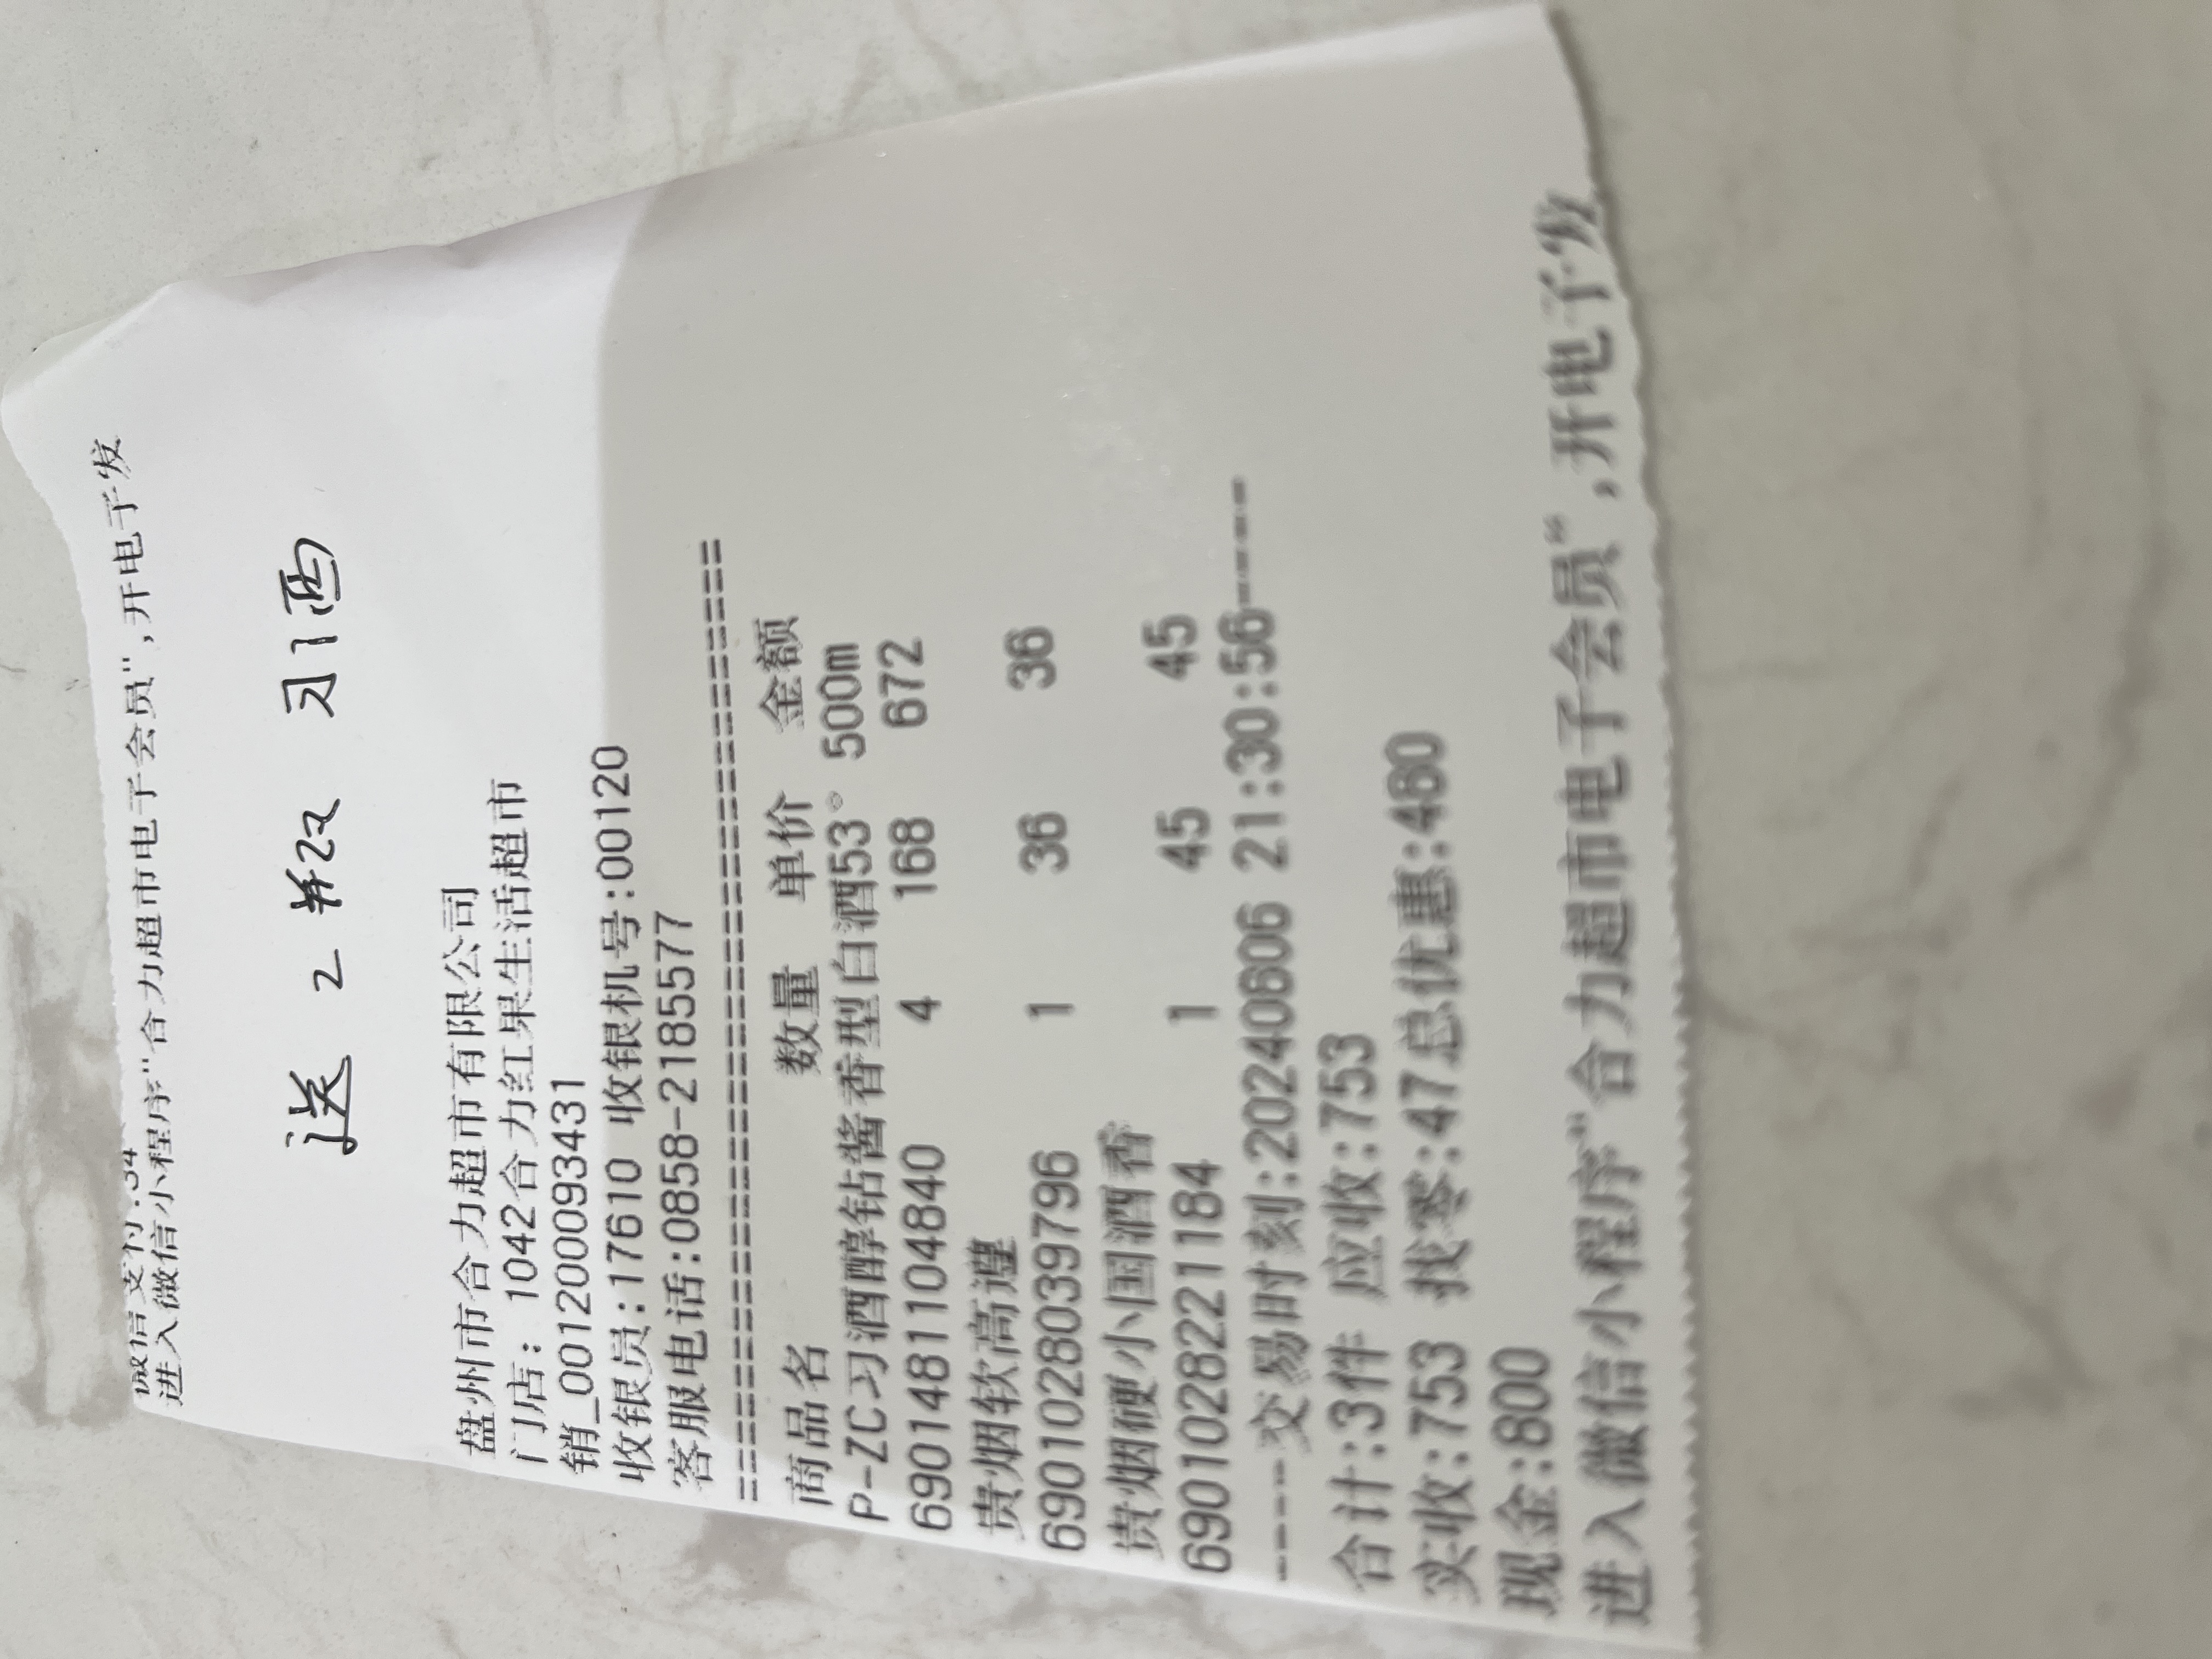 微信支付:34
进入微信小程序"合力超市电子会员",开电子发
送2瓶习酒
盘州市合力超市有限公司
门店: 1042合力红果生活超市
销_0012000093431
收银员:17610 收银机号:00120
客服电话:0858-2185577
==================================
商品名 数量 单价 金额
P-ZC习酒醇钻酱香型白酒53° 500m
6901481104840 4 168 672
贵烟软高遵
6901028039796 1 36 36
贵烟硬小国酒香
6901028221184 1 45 45
-----交易时刻:20240606 21:30:56-----
合计:3件 应收:753
实收:753 找零:47总优惠:480
现金:800
进入微信小程序"合力超市电子会员",开电子发